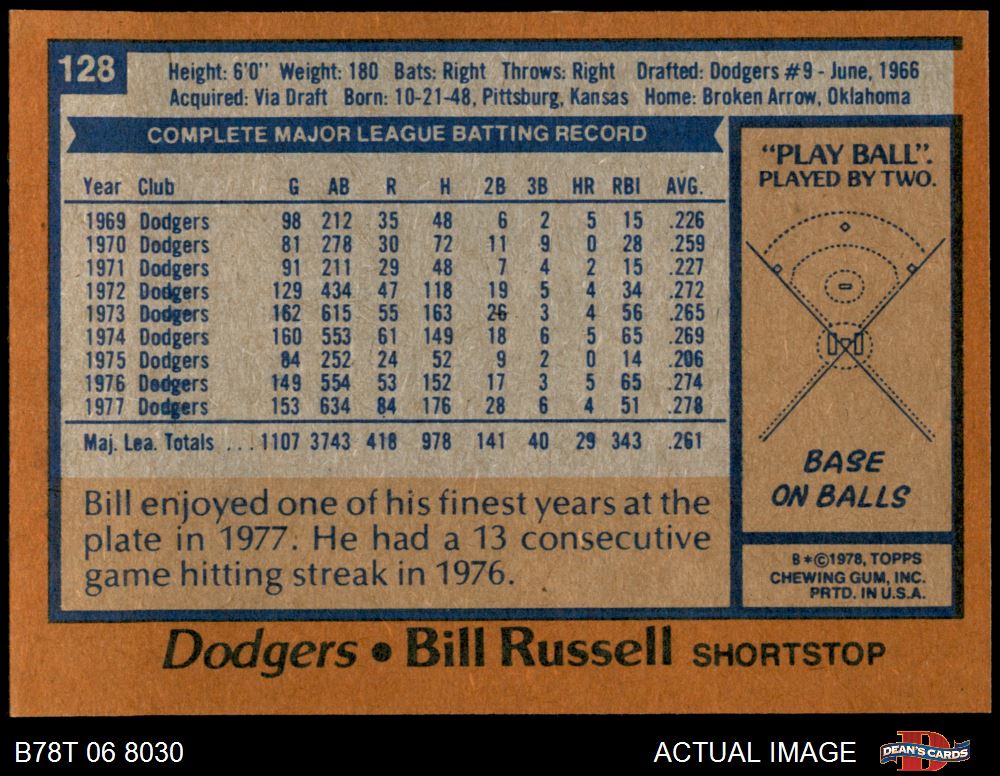 128
Height: 6'0" Weight: 180 Bats: Right Throws: Right Drafted: Dodgers #9 - June, 1966
Acquired: Via Draft Born: 10-21-48, Pittsburg, Kansas Home: Broken Arrow, Oklahoma
COMPLETE MAJOR LEAGUE BATTING RECORD
Year Club G AB R H 2B 3B HR RBI AVG.
1969 Dodgers 98 212 35 48 6 2 5 15 .226
1970 Dodgers 81 278 30 72 11 9 0 28 .259
1971 Dodgers 91 211 29 48 7 4 2 15 .227
1972 Dodgers 129 434 47 118 19 5 4 34 .272
1973 Dodgers 162 615 55 163 26 3 4 56 .265
1974 Dodgers 160 553 61 149 18 6 5 65 .269
1975 Dodgers 84 252 24 52 9 2 0 14 .206
1976 Dodgers 149 554 53 152 17 3 5 65 .274
1977 Dodgers 153 634 84 176 28 6 4 51 .278
Maj. Lea. Totals ... 1107 3743 418 978 141 40 29 343 .261
Bill enjoyed one of his finest years at the
plate in 1977. He had a 13 consecutive
game hitting streak in 1976.
"PLAY BALL".
PLAYED BY TWO.
BASE
ON BALLS
B*©1978, TOPPS
CHEWING GUM, INC.
PRTD. IN U.S.A.
Dodgers • Bill Russell SHORTSTOP
B78T 06 8030
ACTUAL IMAGE
DEAN'S CARDS